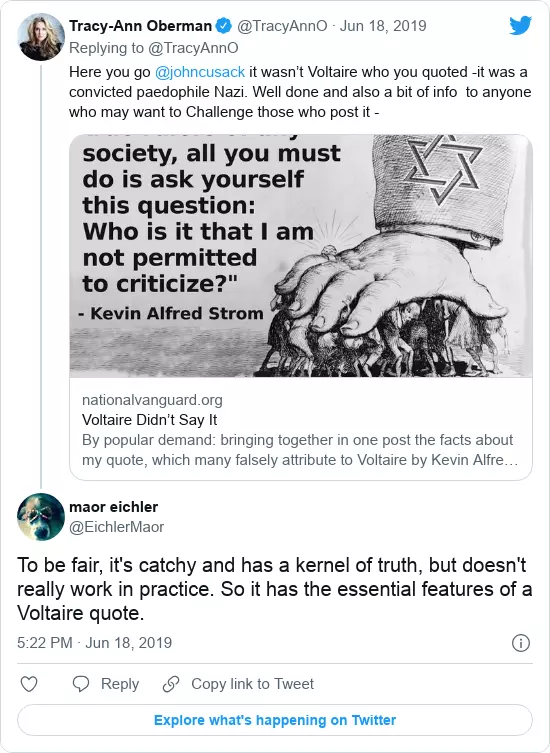 Tracy-Ann Oberman @TracyAnnO · Jun 18, 2019
Replying to @TracyAnnO
Here you go @johncusack it wasn’t Voltaire who you quoted -it was a
convicted paedophile Nazi. Well done and also a bit of info  to anyone
who may want to Challenge those who post it -
society, all you must
do is ask yourself
this question:
Who is it that I am
not permitted
to criticize?"
- Kevin Alfred Strom
nationalvanguard.org
Voltaire Didn’t Say It
By popular demand: bringing together in one post the facts about
my quote, which many falsely attribute to Voltaire by Kevin Alfre…
maor eichler
@EichlerMaor
To be fair, it's catchy and has a kernel of truth, but doesn't
really work in practice. So it has the essential features of a
Voltaire quote.
5:22 PM · Jun 18, 2019
Reply
Copy link to Tweet
Explore what's happening on Twitter